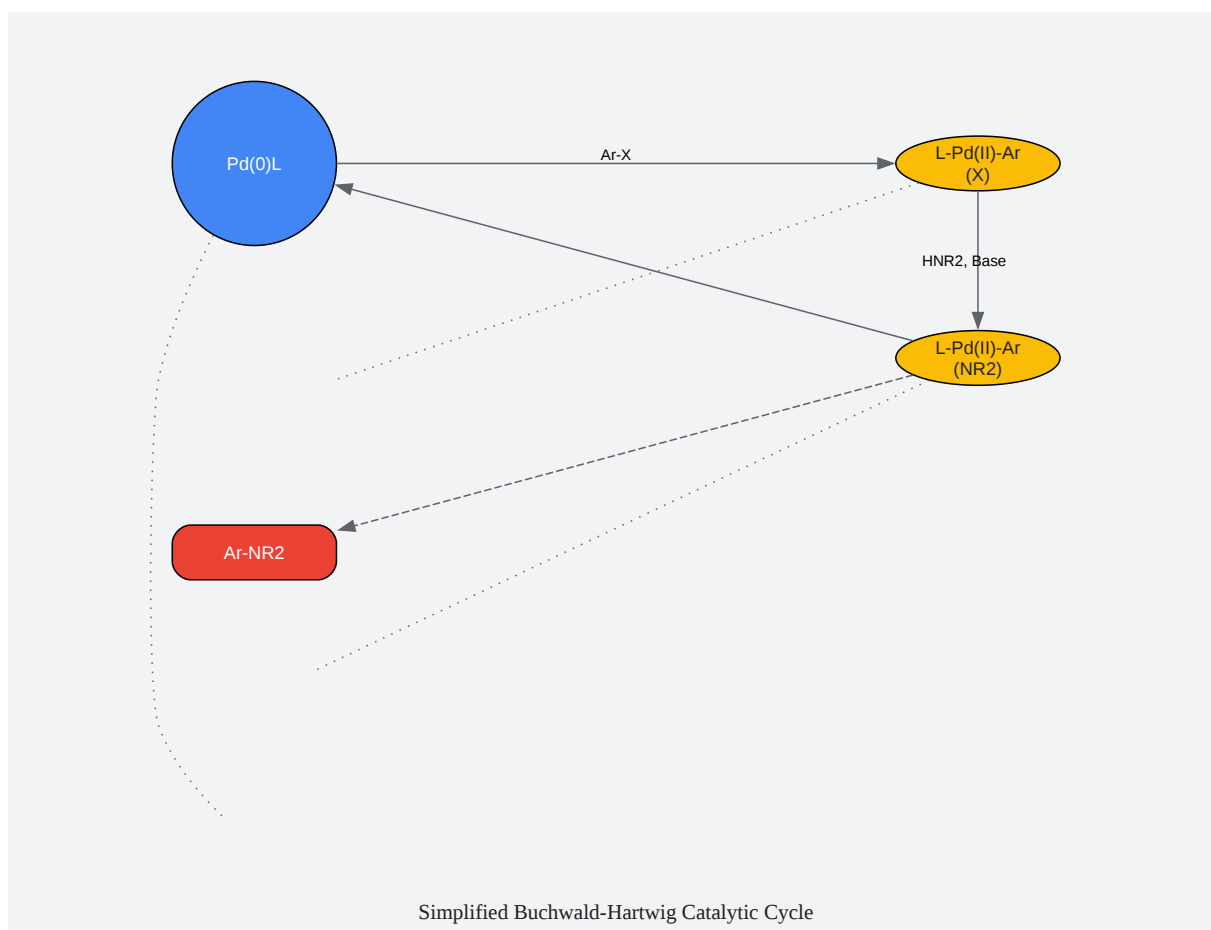 Ar-X
Pd(0)L
L-Pd(II)-Ar
(X)
HNR2, Base
L-Pd(II)-Ar
(NR2)
Ar-NR2
Simplified Buchwald-Hartwig Catalytic Cycle